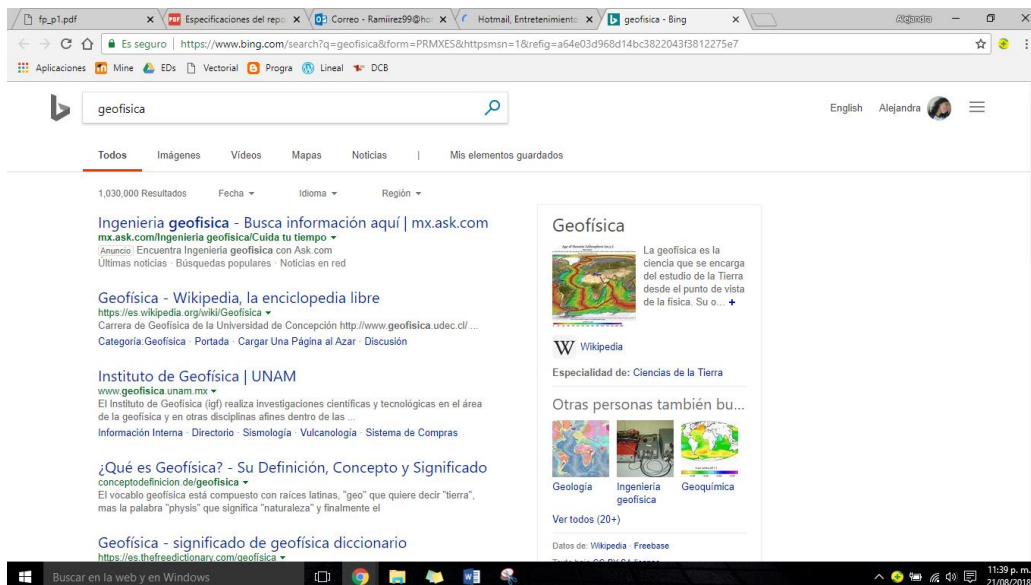 fp_p1.pdf
Especificaciones del repo
Correo - Ramiirez99@ho
Hotmail, Entretenimiento
geofisica - Bing
Alejandra
Es seguro | https://www.bing.com/search?q=geofisica&form=PRMXES&httpsmsn=1&refig=a64e03d968d14bc3822043f3812275e7
Aplicaciones Mine EDs Vectorial Progra Lineal DCB
geofisica
English Alejandra
Todos Imágenes Vídeos Mapas Noticias | Mis elementos guardados
1,030,000 Resultados Fecha Idioma Región
Ingenieria geofisica - Busca información aquí | mx.ask.com
mx.ask.com/Ingenieria geofisica/Cuida tu tiempo
Anuncio Encuentra Ingenieria geofisica con Ask.com
Últimas noticias · Búsquedas populares · Noticias en red
Geofísica - Wikipedia, la enciclopedia libre
https://es.wikipedia.org/wiki/Geofísica
Carrera de Geofísica de la Universidad de Concepción http://www.geofisica.udec.cl/ ...
Categoría:Geofísica · Portada · Cargar Una Página al Azar · Discusión
Instituto de Geofísica | UNAM
www.geofisica.unam.mx
El Instituto de Geofísica (igf) realiza investigaciones científicas y tecnológicas en el área
de la geofísica y en otras disciplinas afines dentro de las ...
Información Interna · Directorio · Sismología · Vulcanología · Sistema de Compras
¿Qué es Geofísica? - Su Definición, Concepto y Significado
conceptodefinicion.de/geofisica
El vocablo geofísica está compuesto con raíces latinas, "geo" que quiere decir "tierra",
mas la palabra "physis" que significa "naturaleza" y finalmente el
Geofísica - significado de geofísica diccionario
https://es.thefreedictionary.com/geofísica
Geofísica
La geofísica es la
ciencia que se encarga
del estudio de la Tierra
desde el punto de vista
de la física. Su o... +
W Wikipedia
Especialidad de: Ciencias de la Tierra
Otras personas también bu...
Geología
Ingeniería
geofísica
Geoquímica
Ver todos (20+)
Datos de: Wikipedia · Freebase
Buscar en la web y en Windows
11:39 p. m.
21/08/2018